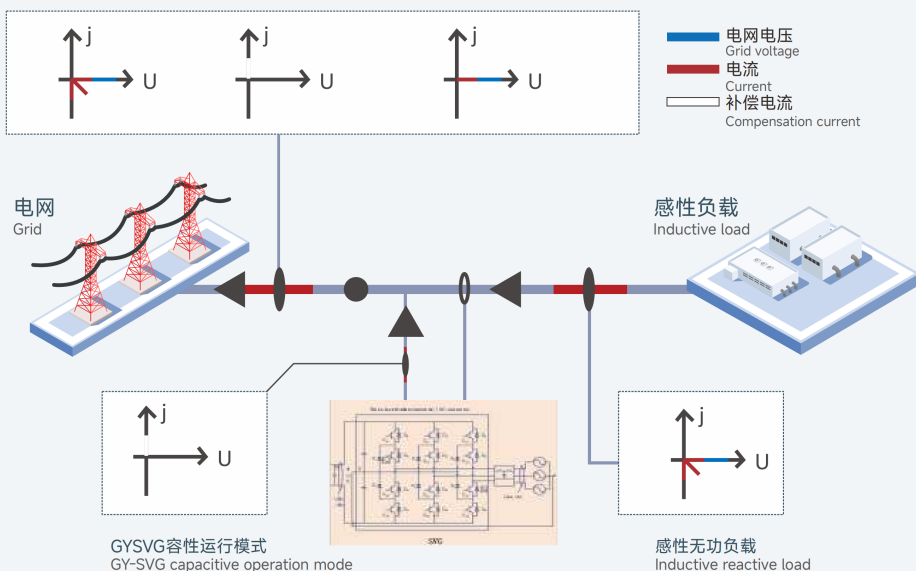 j
U
j
U
j
U
电网电压
Grid voltage
电流
Current
补偿电流
Compensation current
电网
Grid
感性负载
Inductive load
j
U
SVG
j
U
GYSVG容性运行模式
GY-SVG capacitive operation mode
感性无功负载
Inductive reactive load